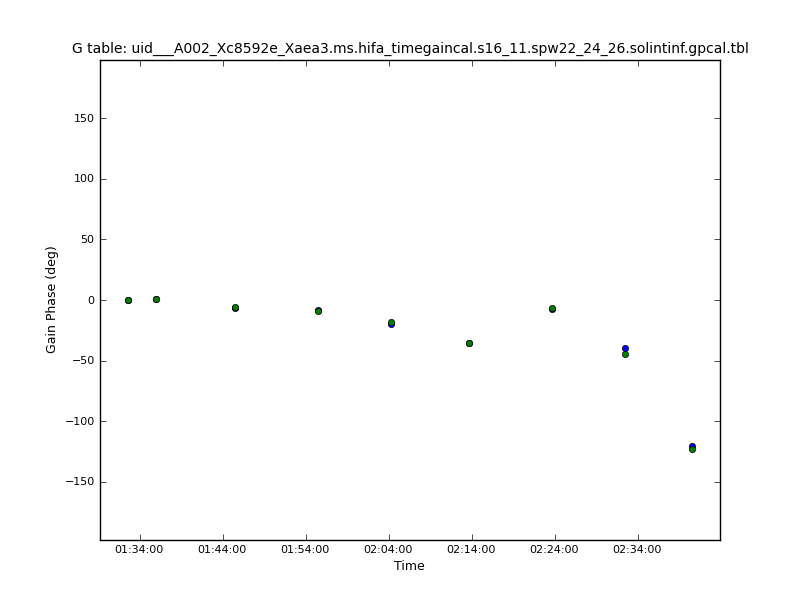 G table: uid___A002_Xc8592e_Xaea3.ms.hifa_timegaincal.s16_11.spw22_24_26.solintinf.gpcal.tbl
150
100
50
0
−50
−100
−150
Gain Phase (deg)
01:34:00 01:44:00 01:54:00 02:04:00 02:14:00 02:24:00 02:34:00
Time